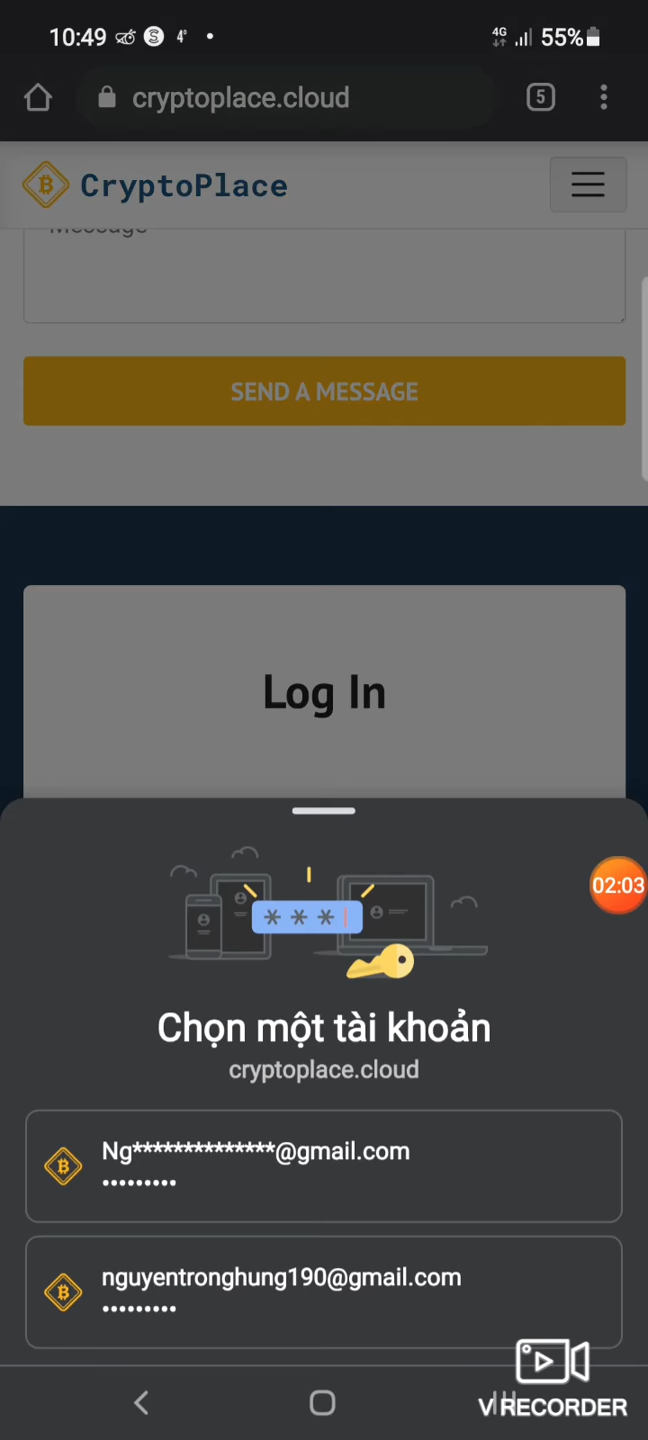 10:49
4G
55%
cryptoplace.cloud
5
CryptoPlace
Message
SEND A MESSAGE
Log In
02:03
***
Chọn một tài khoản
cryptoplace.cloud
Ng**************@gmail.com
•••••••••
nguyentronghung190@gmail.com
•••••••••
V RECORDER